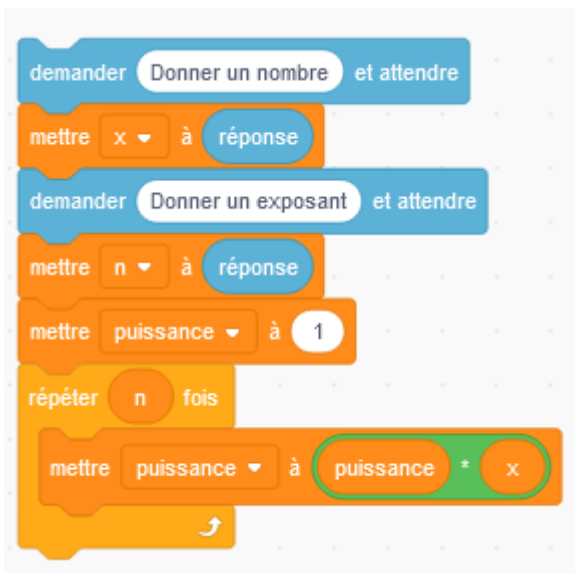 demander Donner un nombre et attendre
mettre x à réponse
demander Donner un exposant et attendre
mettre n à réponse
mettre puissance à 1
répéter n fois
mettre puissance à puissance * x